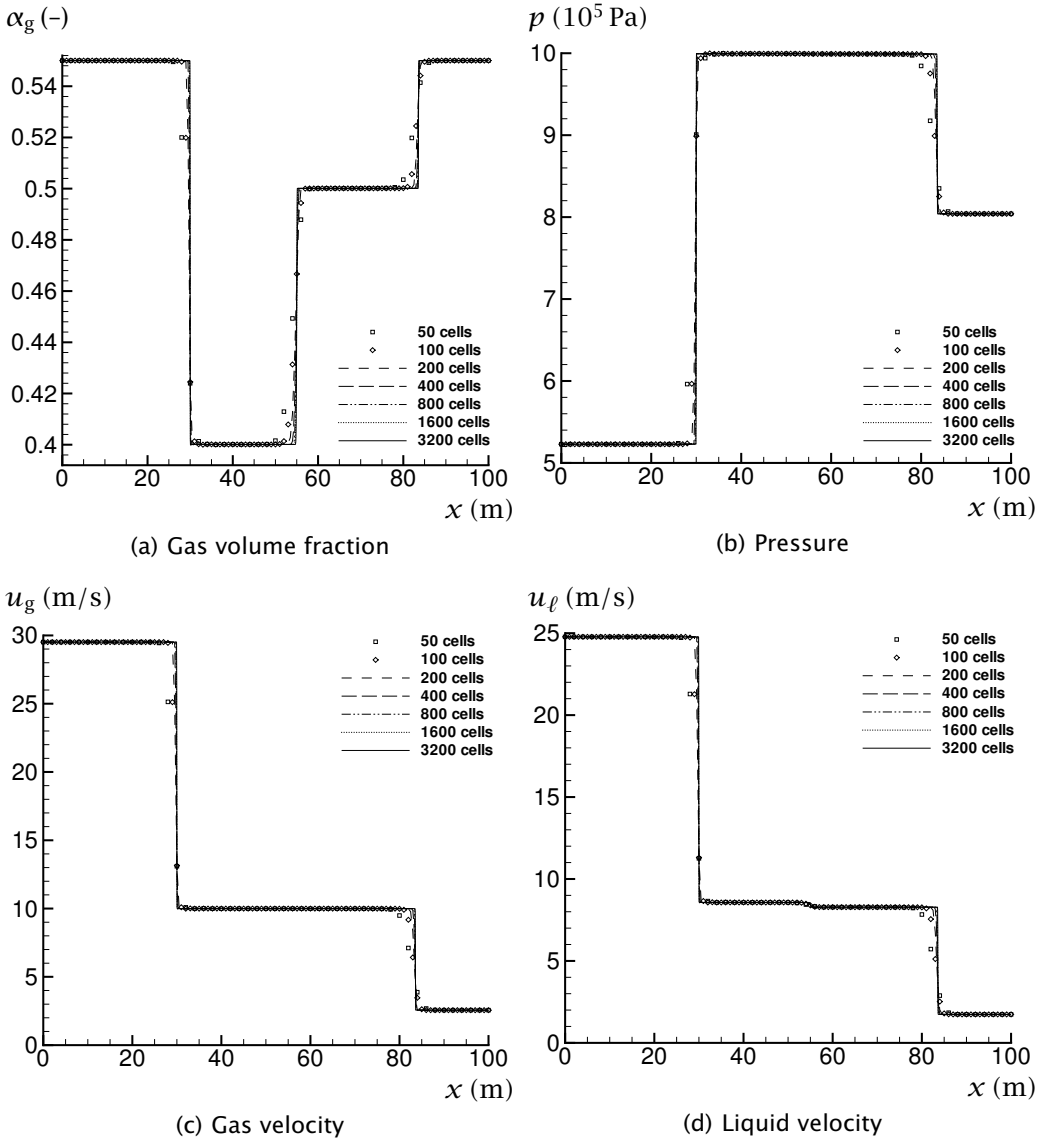 αg (–)
0.54
0.52
0.5
0.48
0.46
0.44
0.42
0.4
0 20 40 60 80 100
x (m)
50 cells
100 cells
200 cells
400 cells
800 cells
1600 cells
3200 cells
(a) Gas volume fraction
p (10⁵ Pa)
10
9
8
7
6
5
0 20 40 60 80 100
x (m)
50 cells
100 cells
200 cells
400 cells
800 cells
1600 cells
3200 cells
(b) Pressure
ug (m/s)
30
25
20
15
10
5
0
0 20 40 60 80 100
x (m)
50 cells
100 cells
200 cells
400 cells
800 cells
1600 cells
3200 cells
(c) Gas velocity
uℓ (m/s)
25
20
15
10
5
0
0 20 40 60 80 100
x (m)
50 cells
100 cells
200 cells
400 cells
800 cells
1600 cells
3200 cells
(d) Liquid velocity